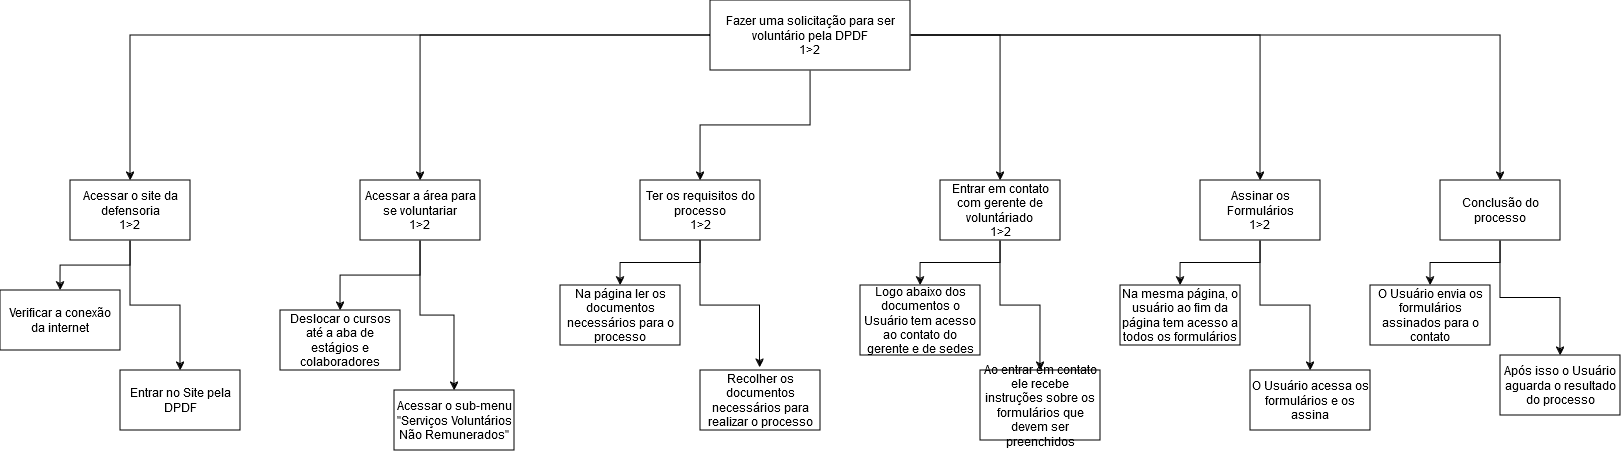 Fazer uma solicitação para ser
voluntário pela DPDF
1>2
Acessar o site da
defensoria
1>2
Acessar a área para
se voluntariar
1>2
Ter os requisitos do
processo
1>2
Entrar em contato
com gerente de
voluntáriado
1>2
Assinar os
Formulários
1>2
Conclusão do
processo
Verificar a conexão
da internet
Entrar no Site pela
DPDF
Deslocar o cursos
até a aba de
estágios e
colaboradores
Acessar o sub-menu
"Serviços Voluntários
Não Remunerados"
Na página ler os
documentos
necessários para o
processo
Recolher os
documentos
necessários para
realizar o processo
Logo abaixo dos
documentos o
Usuário tem acesso
ao contato do
gerente e de sedes
Ao entrar em contato
ele recebe
instruções sobre os
formulários que
devem ser
preenchidos
Na mesma página, o
usuário ao fim da
página tem acesso a
todos os formulários
O Usuário acessa os
formulários e os
assina
O Usuário envia os
formulários
assinados para o
contato
Após isso o Usuário
aguarda o resultado
do processo